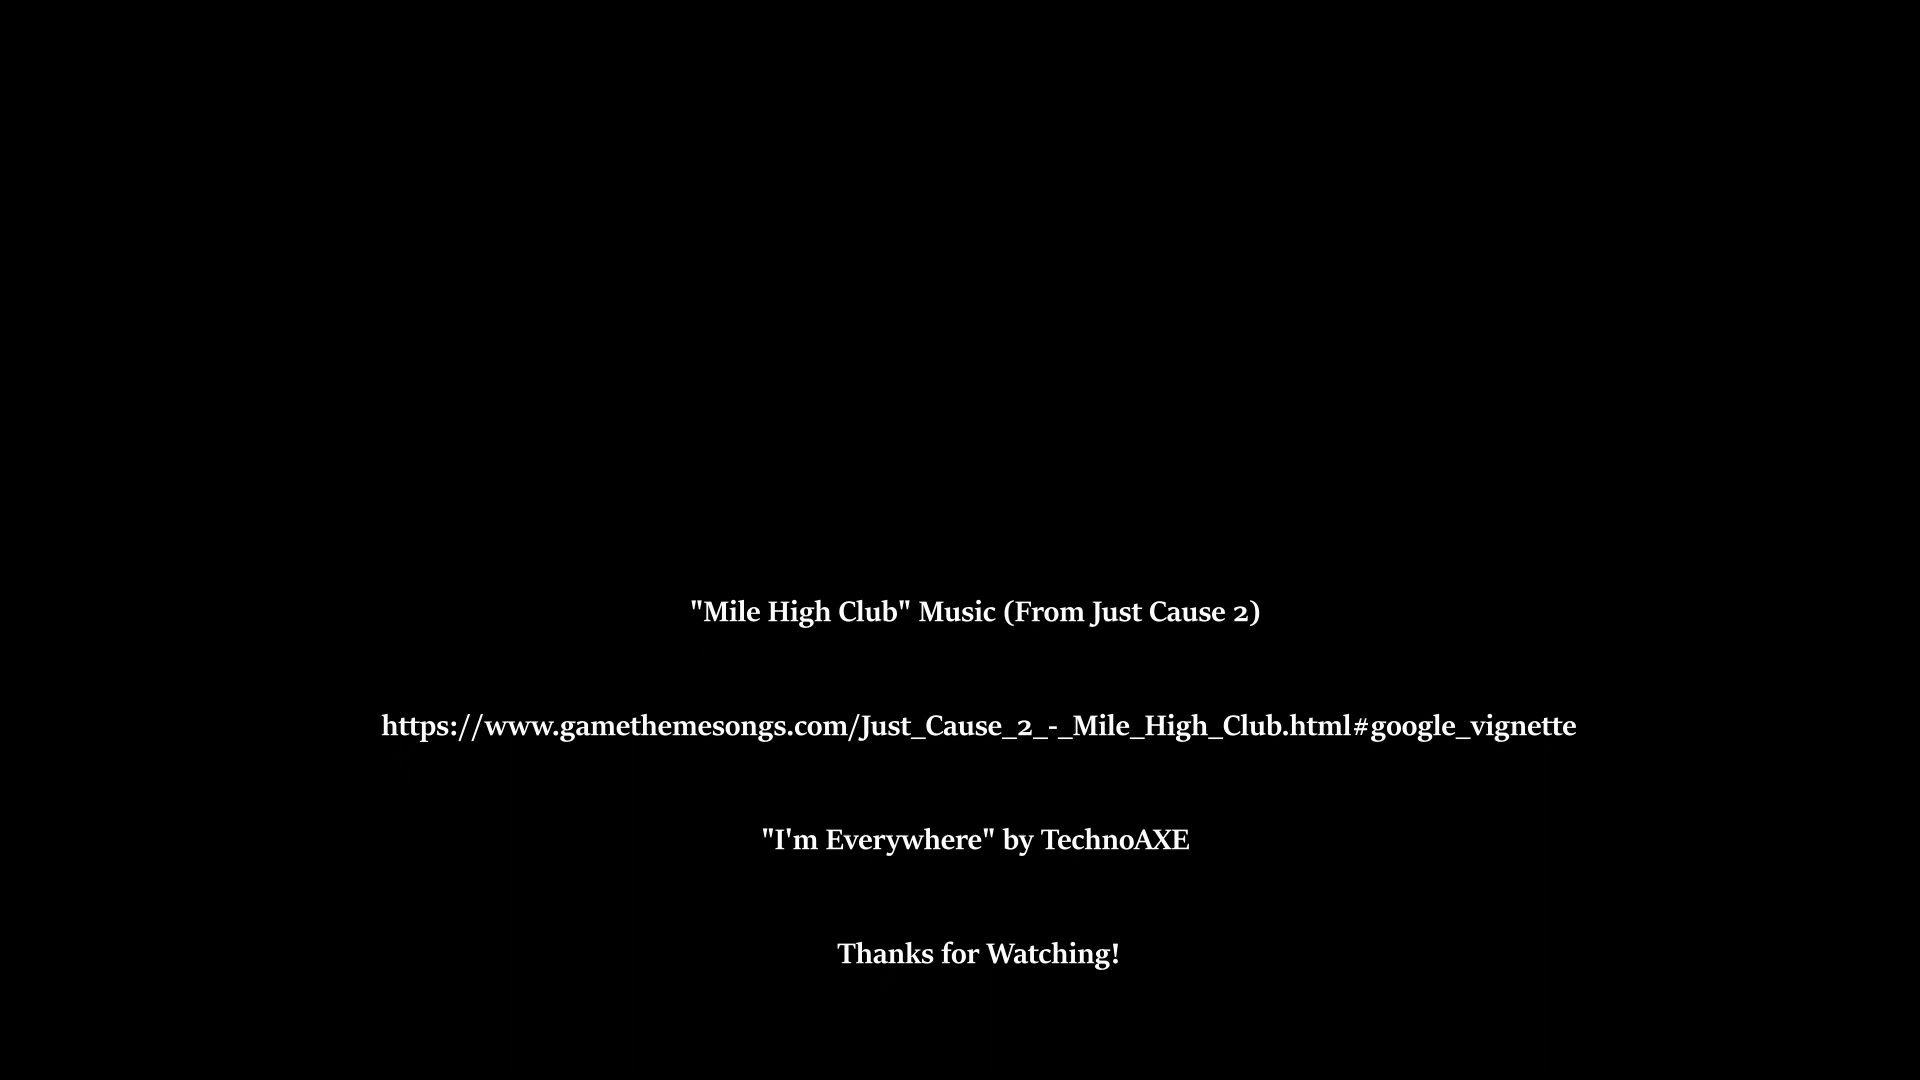 "Mile High Club" Music (From Just Cause 2)
https://www.gamethemesongs.com/Just_Cause_2_-_Mile_High_Club.html#google_vignette
"I'm Everywhere" by TechnoAXE
Thanks for Watching!